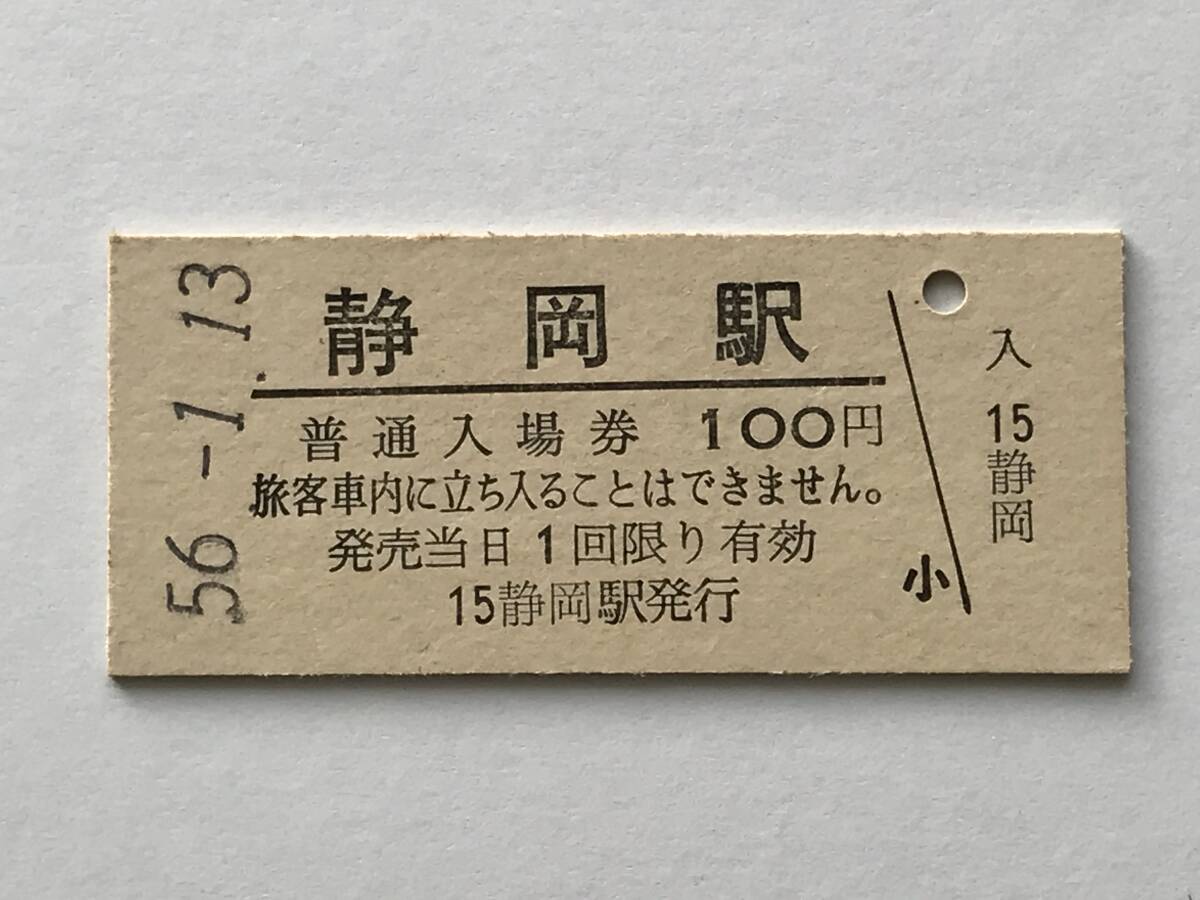 56-1.13
静岡駅
普通入場券 100円
旅客車内に立ち入ることはできません。
発売当日1回限り有効
15静岡駅発行
小
入
15
静岡